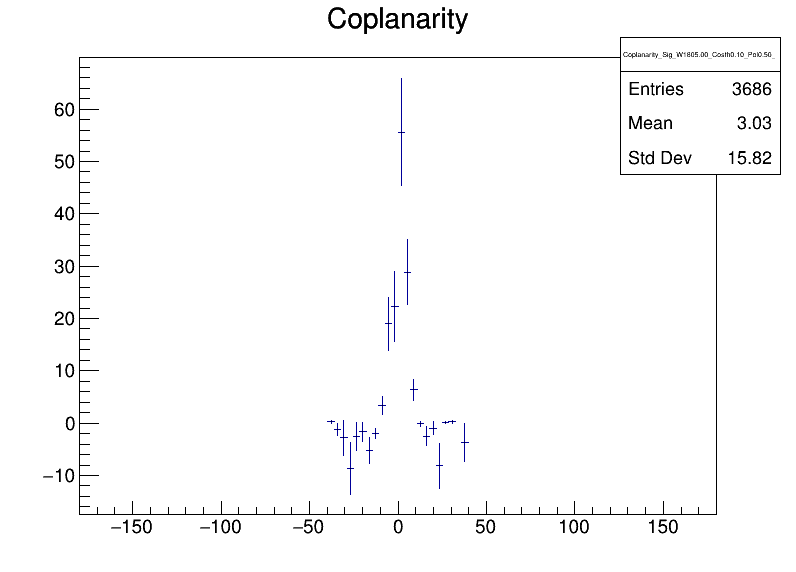 Coplanarity
Coplanarity_Sig_W1805.00_Costh0.10_Pol0.50_
Entries 3686
Mean 3.03
Std Dev 15.82
60
50
40
30
20
10
0
−10
−150 −100 −50 0 50 100 150